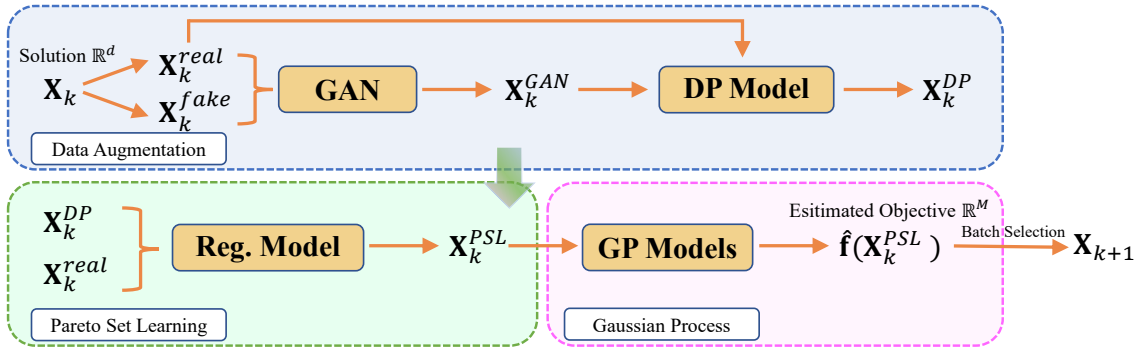 Solution ℝ^d
X_k
X_k^{real}
X_k^{fake}
GAN
X_k^{GAN}
DP Model
X_k^{DP}
Data Augmentation
X_k^{DP}
X_k^{real}
Reg. Model
X_k^{PSL}
Pareto Set Learning
GP Models
Esitimated Objective ℝ^M
f̂(X_k^{PSL})
Batch Selection
X_{k+1}
Gaussian Process